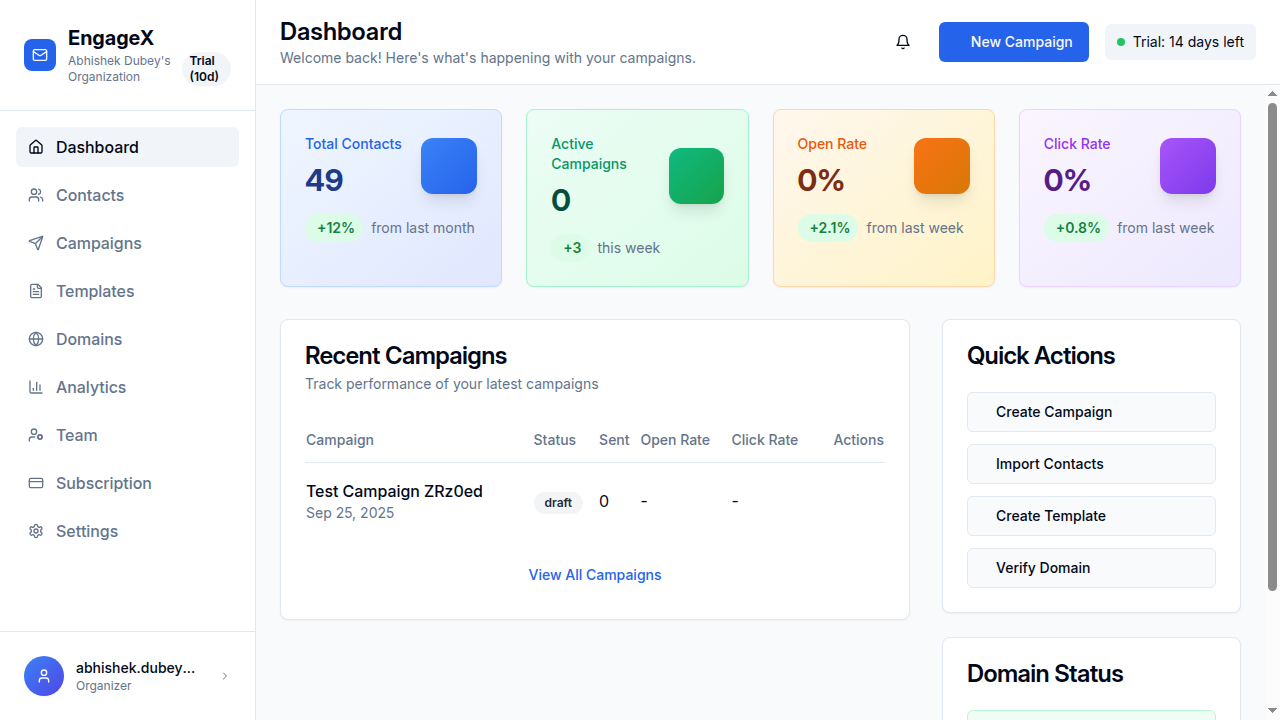 EngageX
Abhishek Dubey's
Organization
Trial
(10d)
Dashboard
Contacts
Campaigns
Templates
Domains
Analytics
Team
Subscription
Settings
abhishek.dubey...
Organizer
Dashboard
Welcome back! Here's what's happening with your campaigns.
New Campaign
Trial: 14 days left
Total Contacts
49
+12% from last month
Active
Campaigns
0
+3 this week
Open Rate
0%
+2.1% from last week
Click Rate
0%
+0.8% from last week
Recent Campaigns
Track performance of your latest campaigns
Campaign Status Sent Open Rate Click Rate Actions
Test Campaign ZRz0ed
Sep 25, 2025
draft 0 - -
View All Campaigns
Quick Actions
Create Campaign
Import Contacts
Create Template
Verify Domain
Domain Status